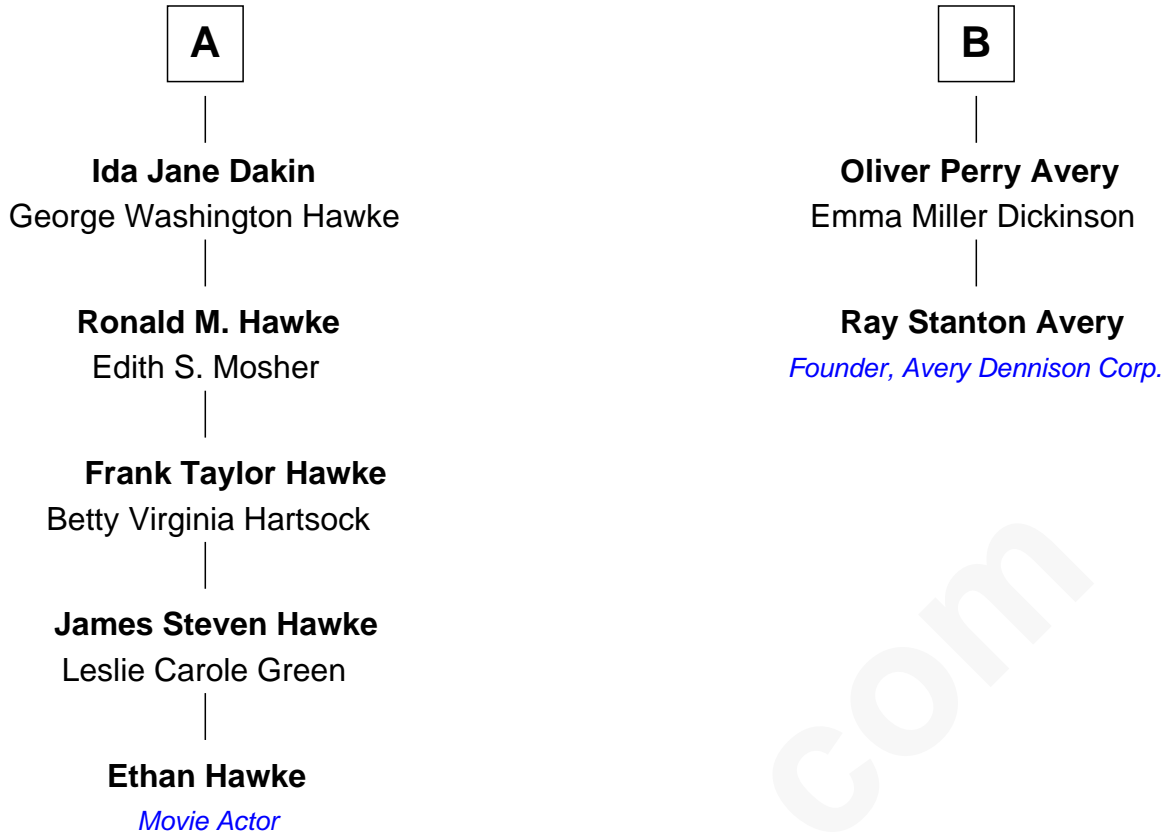 A
Ida Jane Dakin
George Washington Hawke
Ronald M. Hawke
Edith S. Mosher
Frank Taylor Hawke
Betty Virginia Hartsock
James Steven Hawke
Leslie Carole Green
Ethan Hawke
Movie Actor
B
Oliver Perry Avery
Emma Miller Dickinson
Ray Stanton Avery
Founder, Avery Dennison Corp.
com